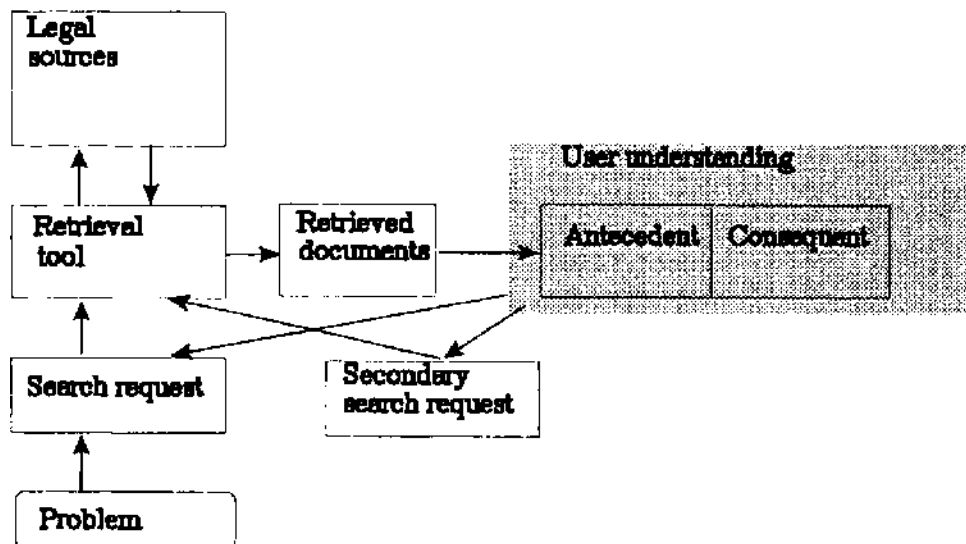 Legal
sources
User understanding
Retrieval
tool
Retrieved
documents
Antecedent
Consequent
Search request
Secondary
search request
Problem